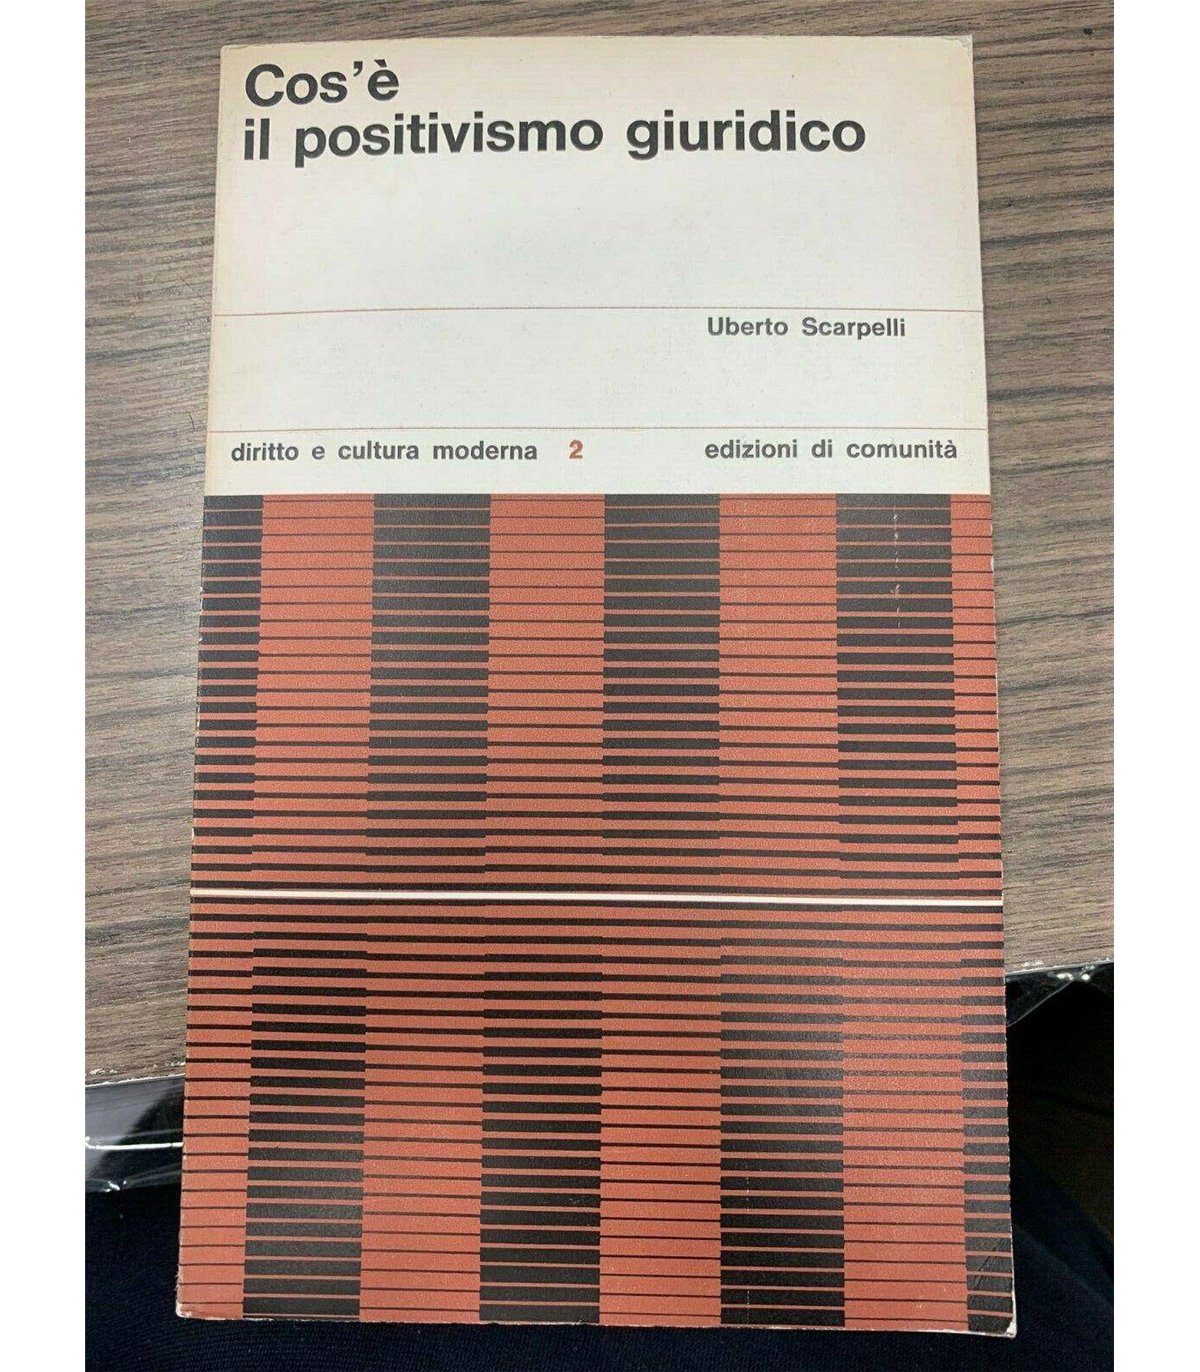 Cos'è
il positivismo giuridico
Uberto Scarpelli
diritto e cultura moderna 2 edizioni di comunità